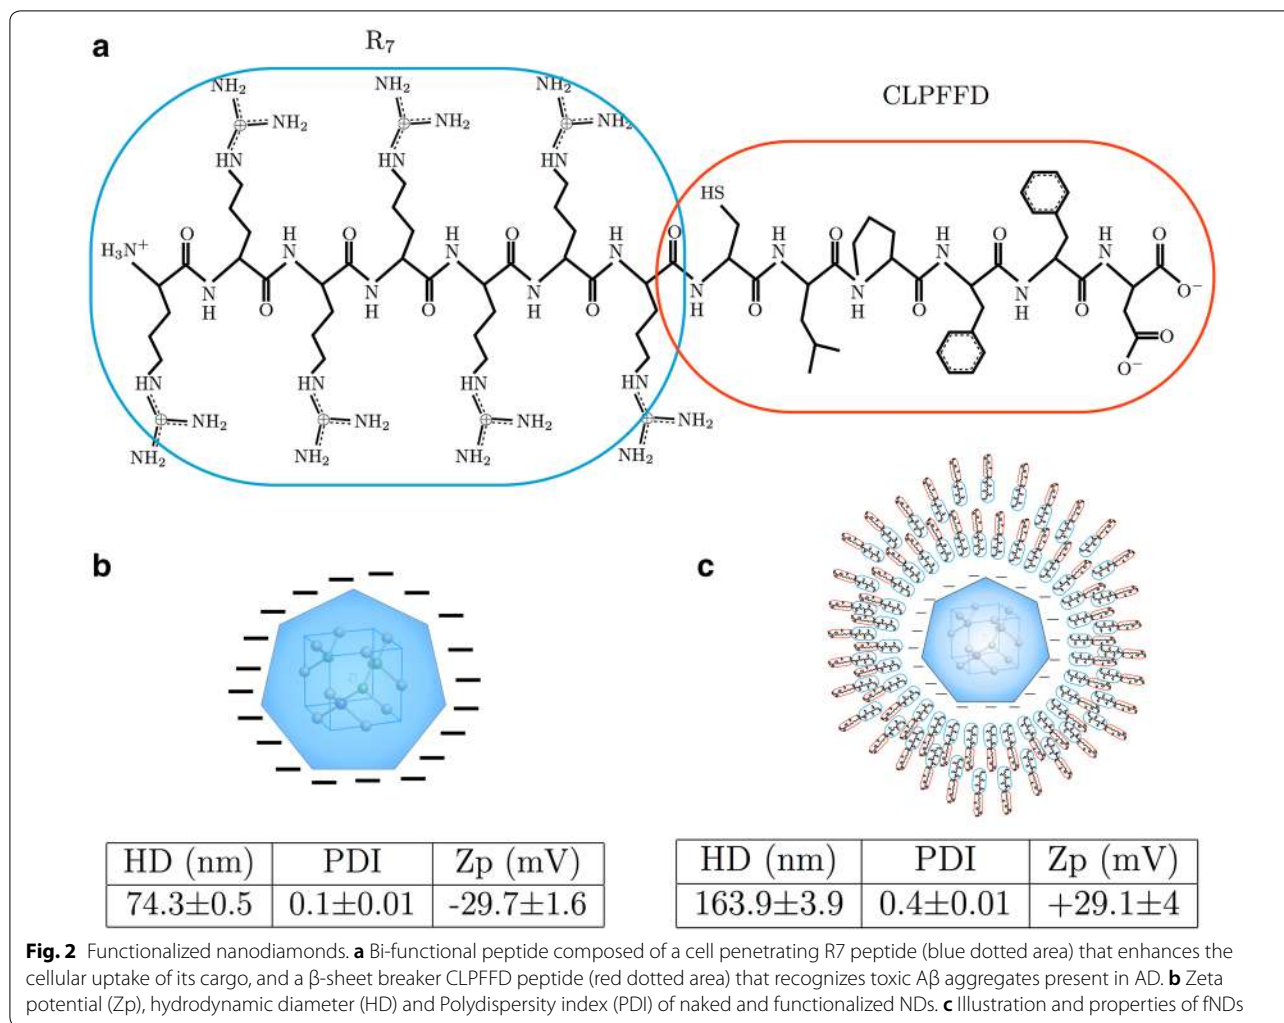 a
R₇
CLPFFD
NH₂ NH₂ NH₂
NH₂ NH₂ NH₂
HN HN HN
HS
H₃N⁺ O H N O H N O H N O H N O H N O H N O O⁻
N H O N H O N H O N H O N H O N O N H O N H O
O
O⁻
HN HN HN HN
NH₂ NH₂ NH₂ NH₂
NH₂ NH₂ NH₂ NH₂
b
c
HD (nm) PDI Zp (mV)
74.3±0.5 0.1±0.01 -29.7±1.6
HD (nm) PDI Zp (mV)
163.9±3.9 0.4±0.01 +29.1±4
Fig. 2 Functionalized nanodiamonds. a Bi-functional peptide composed of a cell penetrating R7 peptide (blue dotted area) that enhances the
cellular uptake of its cargo, and a β-sheet breaker CLPFFD peptide (red dotted area) that recognizes toxic Aβ aggregates present in AD. b Zeta
potential (Zp), hydrodynamic diameter (HD) and Polydispersity index (PDI) of naked and functionalized NDs. c Illustration and properties of fNDs